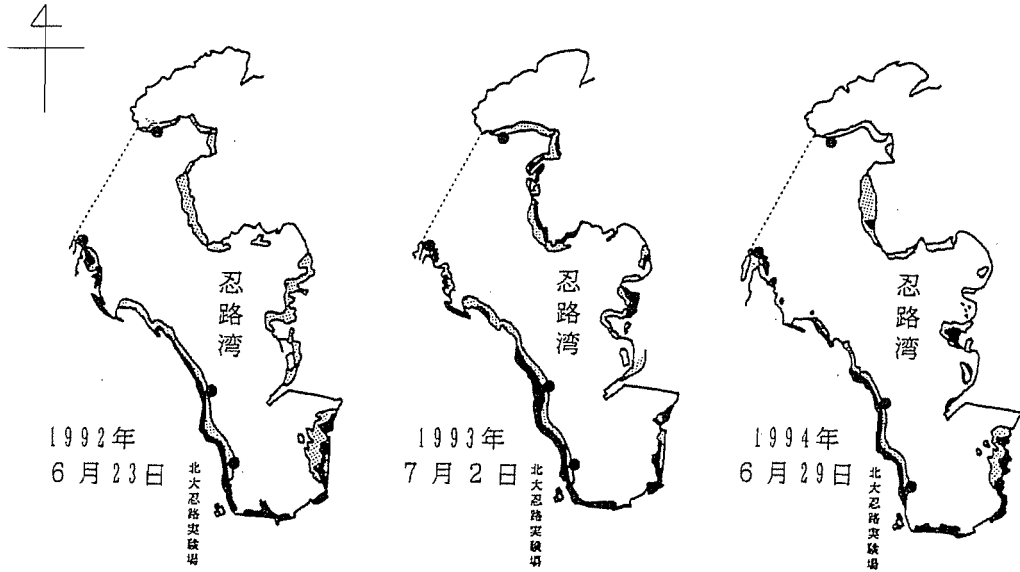 忍路湾
1992年
6月23日
北大忍路実験場
忍路湾
1993年
7月2日
北大忍路実験場
忍路湾
1994年
6月29日
北大忍路実験場